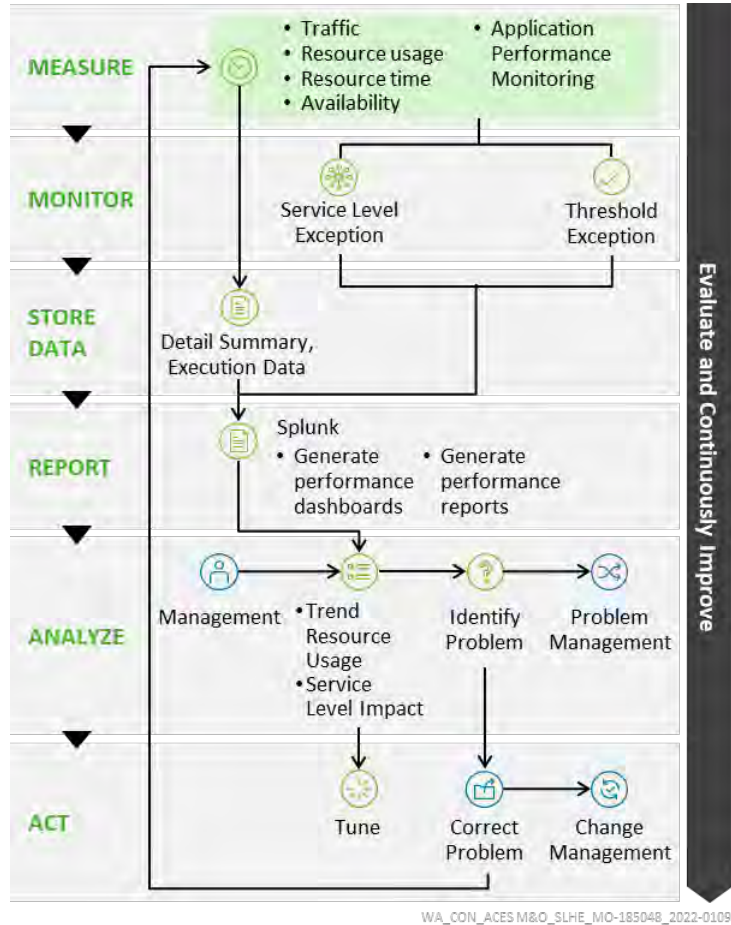 MEASURE
• Traffic
• Resource usage
• Resource time
• Availability
• Application
Performance
Monitoring
MONITOR
Service Level
Exception
Threshold
Exception
STORE
DATA
Detail Summary,
Execution Data
REPORT
Splunk
• Generate
performance
dashboards
• Generate
performance
reports
ANALYZE
Management
• Trend
Resource
Usage
• Service
Level Impact
Identify
Problem
Problem
Management
ACT
Tune
Correct
Problem
Change
Management
Evaluate and Continuously Improve
WA_CON_ACES M&O_SLHE_MO-185048_2022-0109